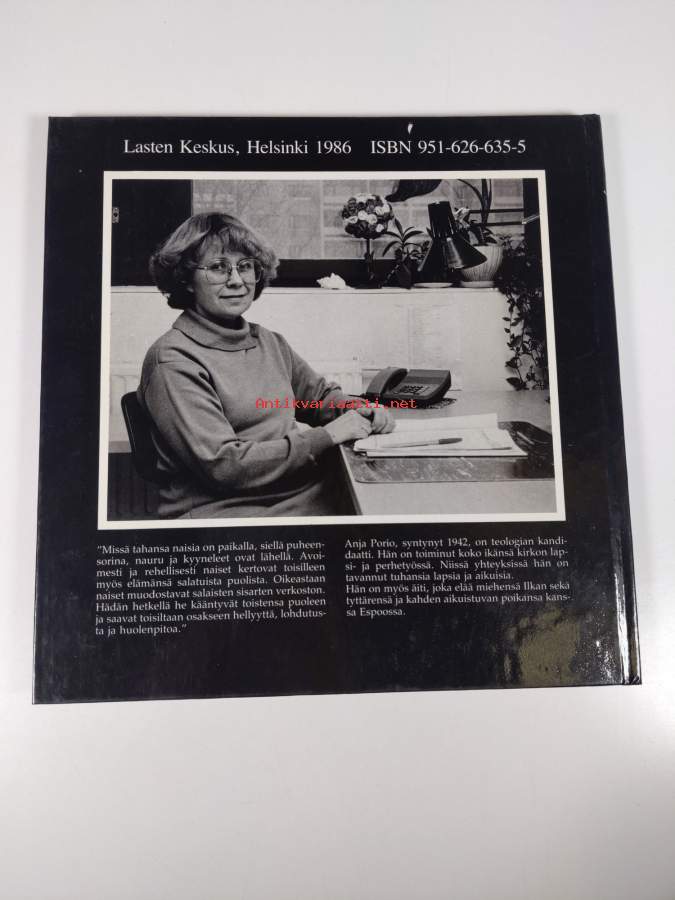 Lasten Keskus, Helsinki 1986 ISBN 951-626-635-5
Antikvariaatti.net
"Missä tahansa naisia on paikalla, siellä puheen-
sorina, nauru ja kyyneleet ovat lähellä. Avoi-
mesti ja rehellisesti naiset kertovat toisilleen
myös elämänsä salatuista puolista. Oikeastaan
naiset muodostavat salaisten sisarten verkoston.
Hädän hetkellä he kääntyvät toistensa puoleen
ja saavat toisiltaan osakseen hellyyttä, lohdutus-
ta ja huolenpitoa."
Anja Porio, syntynyt 1942, on teologian kandi-
daatti. Hän on toiminut koko ikänsä kirkon lap-
si- ja perhetyössä. Niissä yhteyksissä hän on
tavannut tuhansia lapsia ja aikuisia.
Hän on myös äiti, joka elää miehensä Ilkan sekä
tyttärensä ja kahden aikuistuvan poikansa kans-
sa Espoossa.